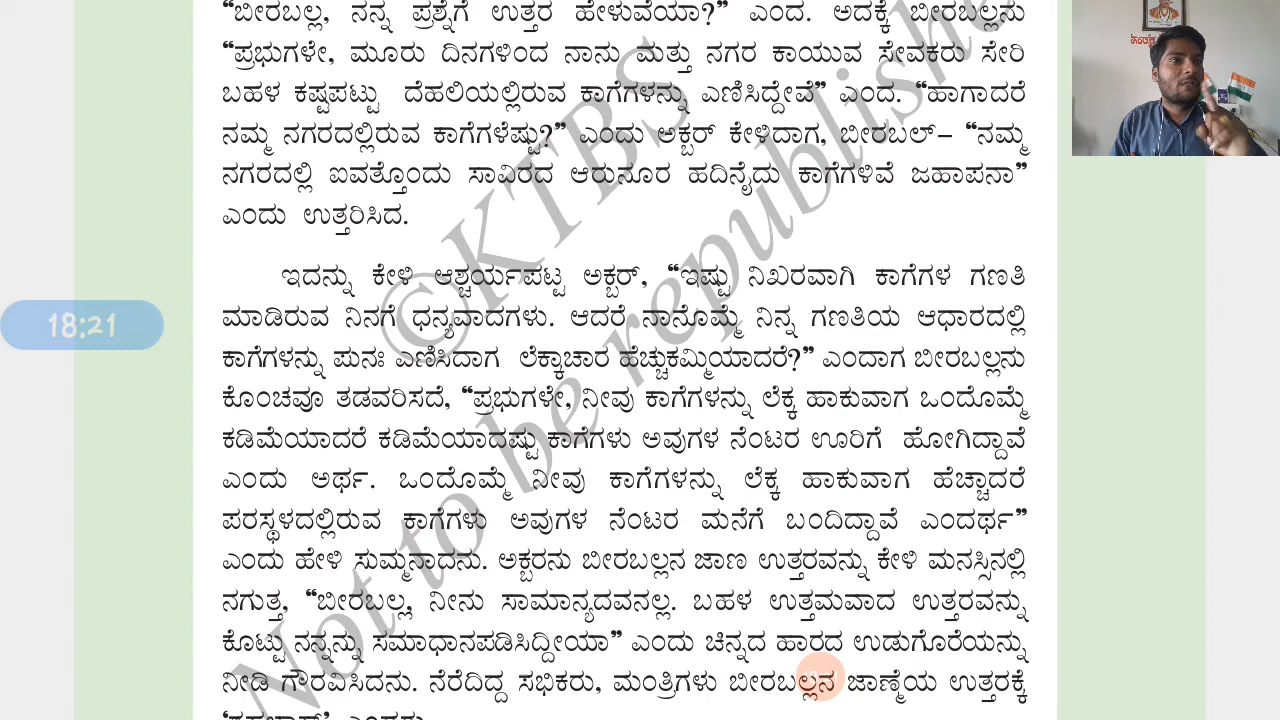 “ಬೀರಬಲ್ಲ, ನನ್ನ ಪ್ರಶ್ನೆಗೆ ಉತ್ತರ ಹೇಳುವೆಯಾ?” ಎಂದ. ಅದಕ್ಕೆ ಬೀರಬಲ್ಲನು
“ಪ್ರಭುಗಳೇ, ಮೂರು ದಿನಗಳಿಂದ ನಾನು ಮತ್ತು ನಗರ ಕಾಯುವ ಸೇವಕರು ಸೇರಿ
ಬಹಳ ಕಷ್ಟಪಟ್ಟು ದೆಹಲಿಯಲ್ಲಿರುವ ಕಾಗೆಗಳನ್ನು ಎಣಿಸಿದ್ದೇವೆ” ಎಂದ. “ಹಾಗಾದರೆ
ನಮ್ಮ ನಗರದಲ್ಲಿರುವ ಕಾಗೆಗಳೆಷ್ಟು?” ಎಂದು ಅಕ್ಬರ್ ಕೇಳಿದಾಗ, ಬೀರಬಲ್– “ನಮ್ಮ
ನಗರದಲ್ಲಿ ಐವತ್ತೊಂದು ಸಾವಿರದ ಆರುನೂರ ಹದಿನೈದು ಕಾಗೆಗಳಿವೆ ಜಹಾಪನಾ”
ಎಂದು ಉತ್ತರಿಸಿದ.
ಇದನ್ನು ಕೇಳಿ ಆಶ್ಚರ್ಯಪಟ್ಟ ಅಕ್ಬರ್, “ಇಷ್ಟು ನಿಖರವಾಗಿ ಕಾಗೆಗಳ ಗಣತಿ
ಮಾಡಿರುವ ನಿನಗೆ ಧನ್ಯವಾದಗಳು. ಆದರೆ ನಾನೊಮ್ಮೆ ನಿನ್ನ ಗಣತಿಯ ಆಧಾರದಲ್ಲಿ
18:21
ಕಾಗೆಗಳನ್ನು ಪುನಃ ಎಣಿಸಿದಾಗ ಲೆಕ್ಕಾಚಾರ ಹೆಚ್ಚುಕಮ್ಮಿಯಾದರೆ?” ಎಂದಾಗ ಬೀರಬಲ್ಲನು
ಕೊಂಚವೂ ತಡವರಿಸದೆ, “ಪ್ರಭುಗಳೇ, ನೀವು ಕಾಗೆಗಳನ್ನು ಲೆಕ್ಕ ಹಾಕುವಾಗ ಒಂದೊಮ್ಮೆ
ಕಡಿಮೆಯಾದರೆ ಕಡಿಮೆಯಾದಷ್ಟು ಕಾಗೆಗಳು ಅವುಗಳ ನೆಂಟರ ಊರಿಗೆ ಹೋಗಿದ್ದಾವೆ
ಎಂದು ಅರ್ಥ. ಒಂದೊಮ್ಮೆ ನೀವು ಕಾಗೆಗಳನ್ನು ಲೆಕ್ಕ ಹಾಕುವಾಗ ಹೆಚ್ಚಾದರೆ
ಪರಸ್ಥಳದಲ್ಲಿರುವ ಕಾಗೆಗಳು ಅವುಗಳ ನೆಂಟರ ಮನೆಗೆ ಬಂದಿದ್ದಾವೆ ಎಂದರ್ಥ”
ಎಂದು ಹೇಳಿ ಸುಮ್ಮನಾದನು. ಅಕ್ಬರನು ಬೀರಬಲ್ಲನ ಜಾಣ ಉತ್ತರವನ್ನು ಕೇಳಿ ಮನಸ್ಸಿನಲ್ಲಿ
ನಗುತ್ತ, “ಬೀರಬಲ್ಲ, ನೀನು ಸಾಮಾನ್ಯದವನಲ್ಲ. ಬಹಳ ಉತ್ತಮವಾದ ಉತ್ತರವನ್ನು
ಕೊಟ್ಟು ನನ್ನನ್ನು ಸಮಾಧಾನಪಡಿಸಿದ್ದೀಯಾ” ಎಂದು ಚಿನ್ನದ ಹಾರದ ಉಡುಗೊರೆಯನ್ನು
ನೀಡಿ ಗೌರವಿಸಿದನು. ನೆರೆದಿದ್ದ ಸಭಿಕರು, ಮಂತ್ರಿಗಳು ಬೀರಬಲ್ಲನ ಜಾಣ್ಮೆಯ ಉತ್ತರಕ್ಕೆ
©KTBS
Not to be republishe